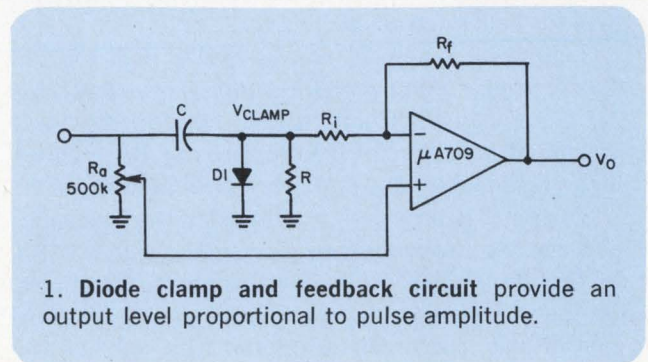 Rf
C
VCLAMP
Ri
−
μA709
Vo
Ra
500k
D1
R
+
1. Diode clamp and feedback circuit provide an
output level proportional to pulse amplitude.